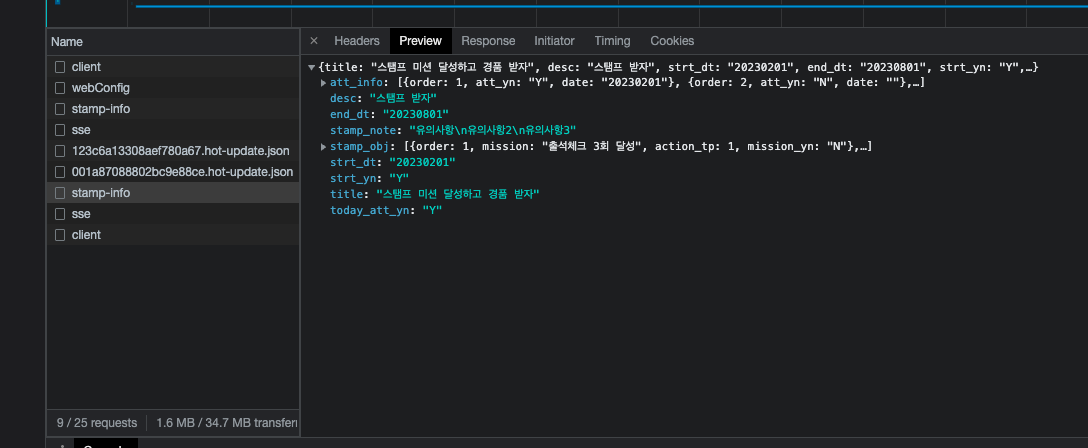 Name
client
webConfig
stamp-info
sse
123c6a13308aef780a67.hot-update.json
001a87088802bc9e88ce.hot-update.json
stamp-info
sse
client
9 / 25 requests
1.6 MB / 34.7 MB transferr
× Headers Preview Response Initiator Timing Cookies
▼{title: "스탬프 미션 달성하고 경품 받자", desc: "스탬프 받자", strt_dt: "20230201", end_dt: "20230801", strt_yn: "Y",…}
▶att_info: [{order: 1, att_yn: "Y", date: "20230201"}, {order: 2, att_yn: "N", date: ""},…]
desc: "스탬프 받자"
end_dt: "20230801"
stamp_note: "유의사항\n유의사항2\n유의사항3"
▶stamp_obj: [{order: 1, mission: "출석체크 3회 달성", action_tp: 1, mission_yn: "N"},…]
strt_dt: "20230201"
strt_yn: "Y"
title: "스탬프 미션 달성하고 경품 받자"
today_att_yn: "Y"